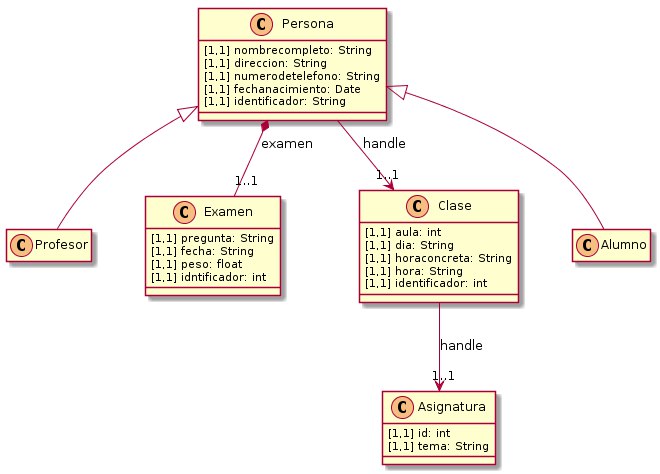 C Persona
[1,1] nombrecompleto: String
[1,1] direccion: String
[1,1] numerodetelefono: String
[1,1] fechanacimiento: Date
[1,1] identificador: String
examen
handle
1..1
1..1
C Profesor
C Examen
[1,1] pregunta: String
[1,1] fecha: String
[1,1] peso: float
[1,1] idntificador: int
C Clase
[1,1] aula: int
[1,1] dia: String
[1,1] horaconcreta: String
[1,1] hora: String
[1,1] identificador: int
C Alumno
handle
1..1
C Asignatura
[1,1] id: int
[1,1] tema: String